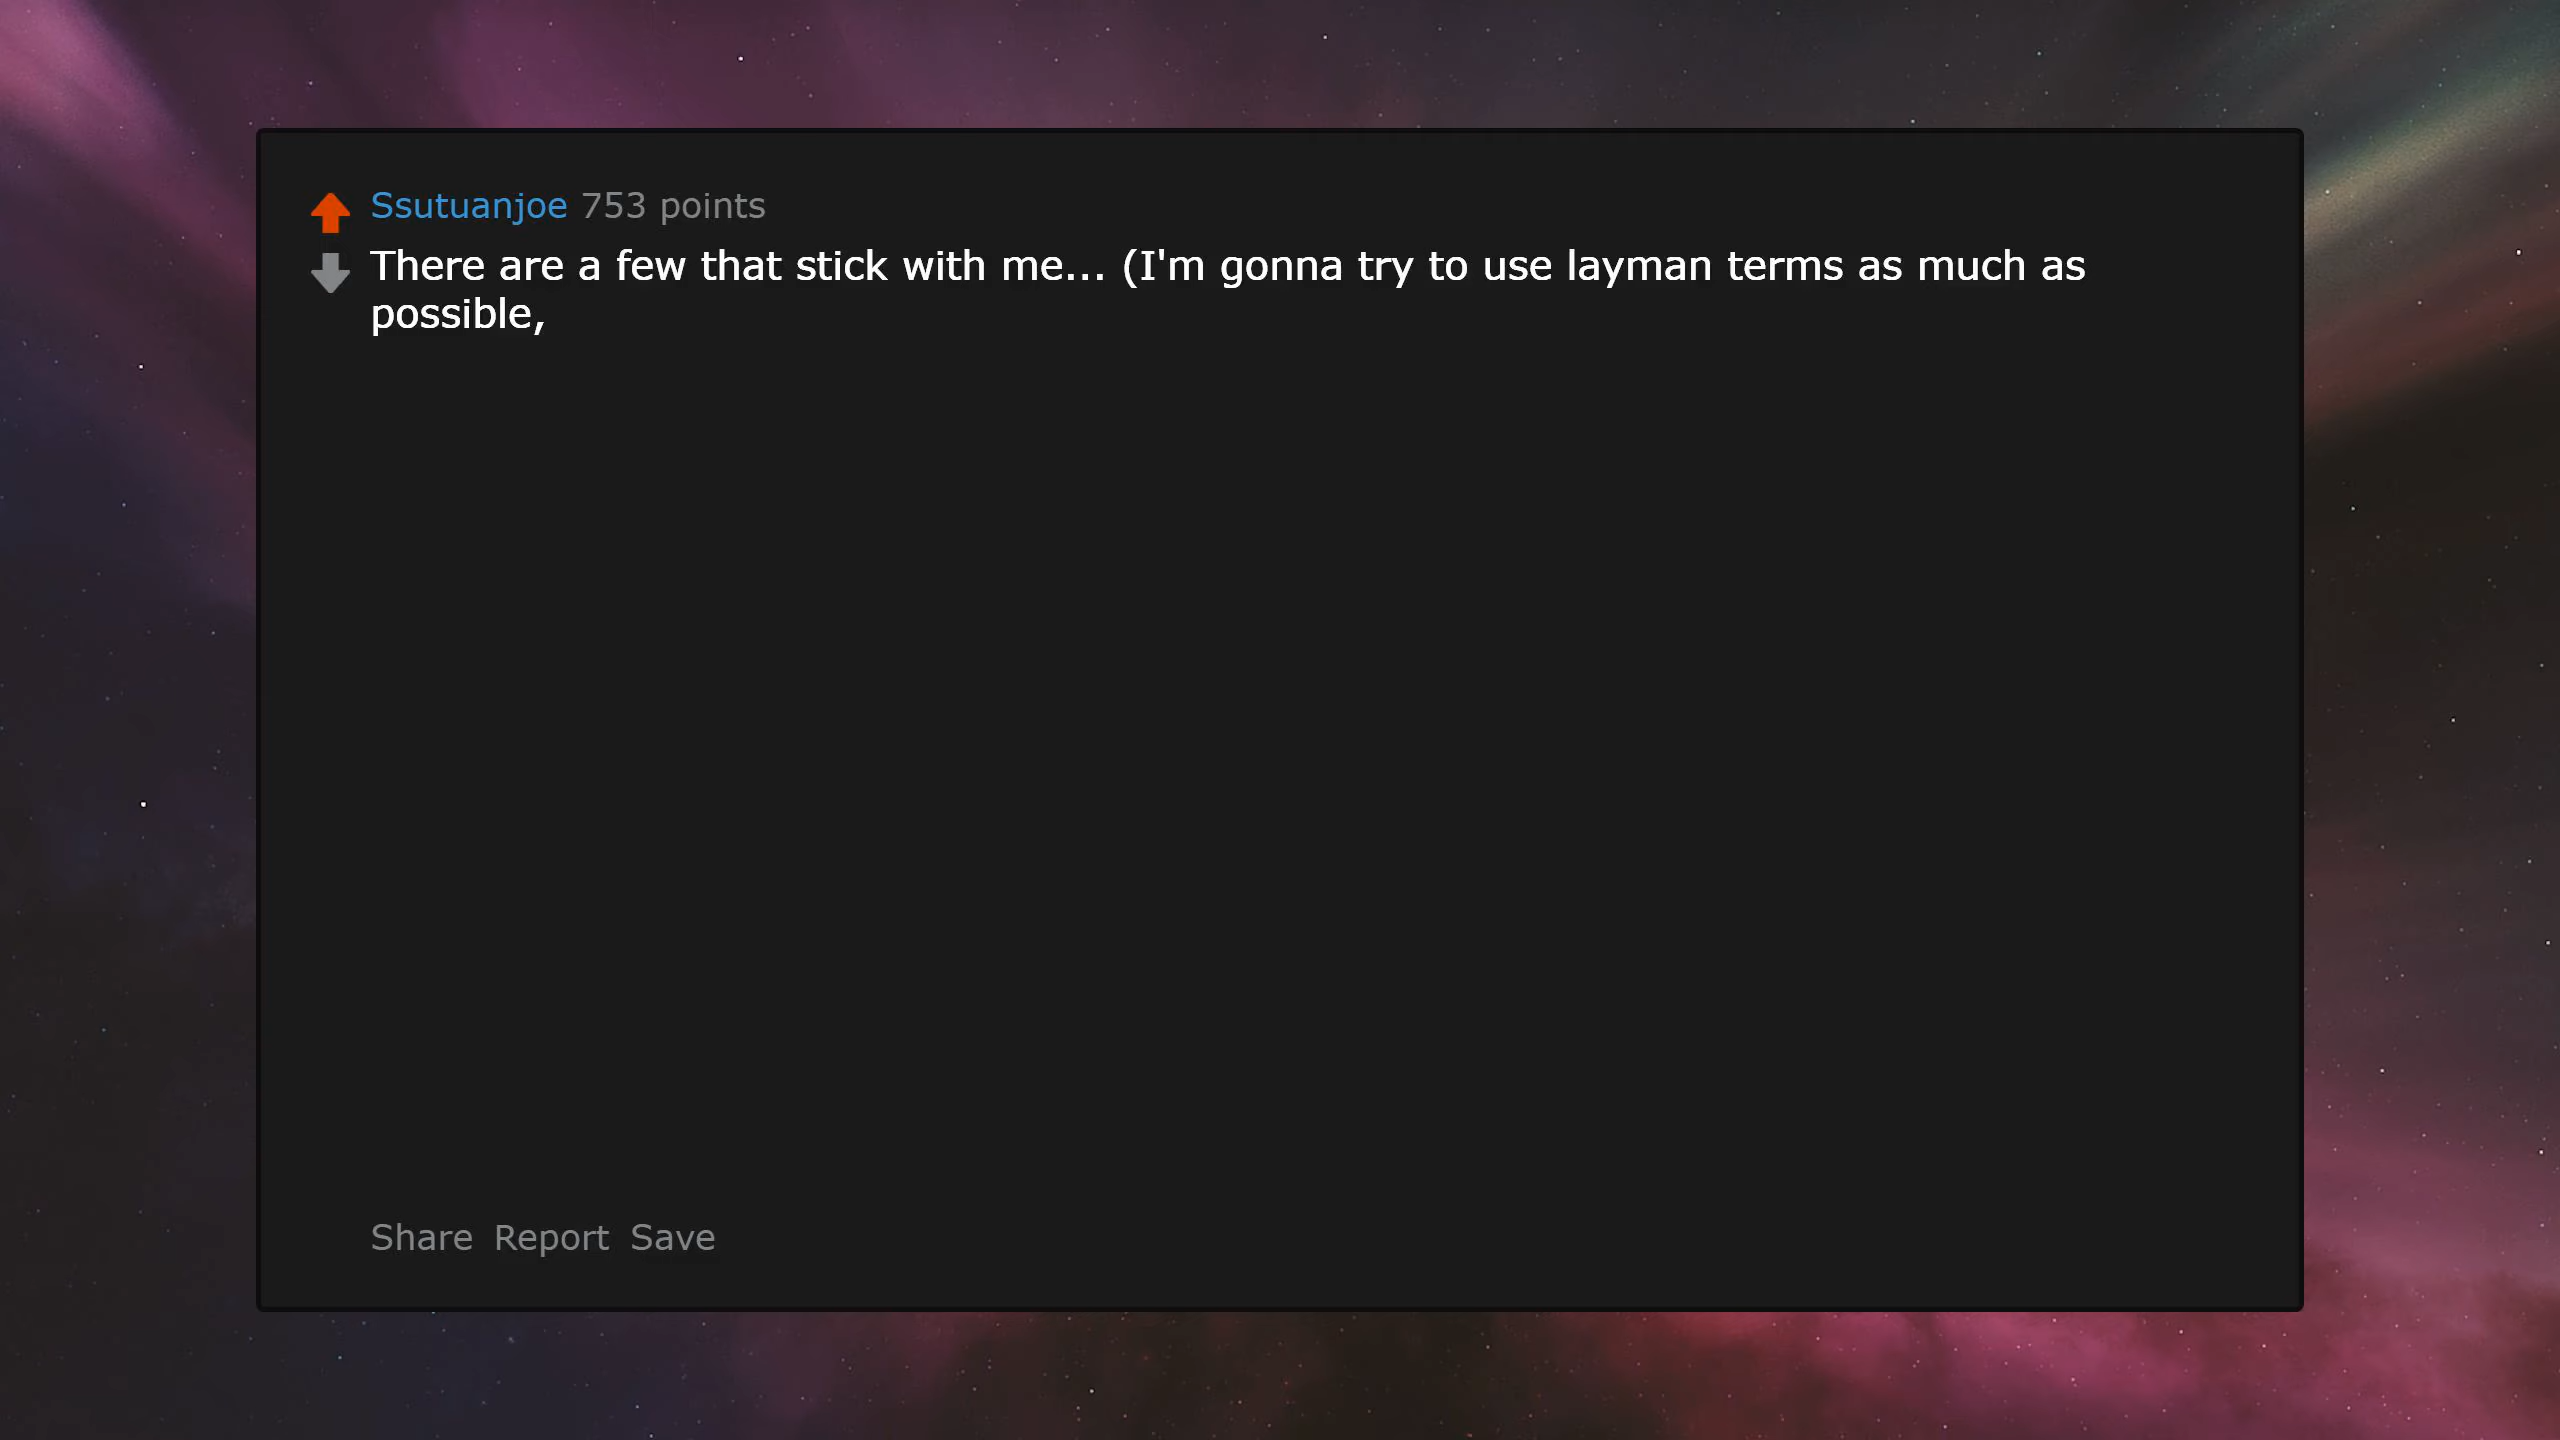 Ssutuanjoe 753 points
There are a few that stick with me... (I'm gonna try to use layman terms as much as
possible,
Share Report Save